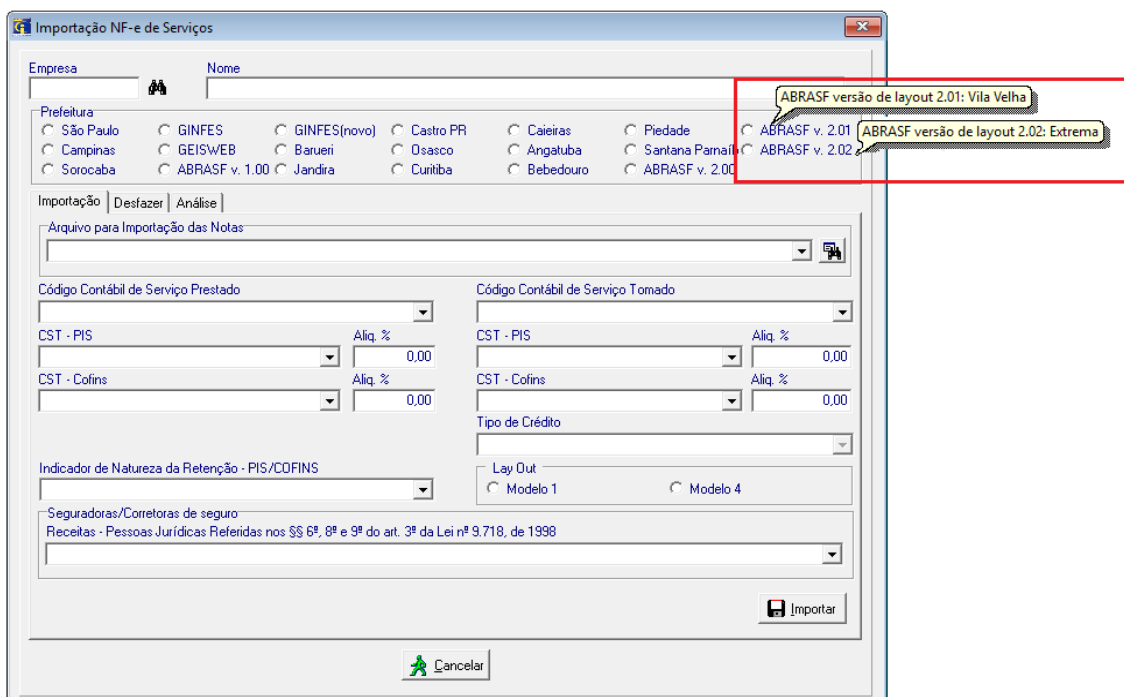 Importação NF-e de Serviços
Empresa Nome
ABRASF versão de layout 2.01: Vila Velha
Prefeitura
São Paulo GINFES GINFES(novo) Castro PR Caieiras Piedade ABRASF v. 2.01
ABRASF versão de layout 2.02: Extrema
Campinas GEISWEB Barueri Osasco Angatuba Santana Parnaíb ABRASF v. 2.02
Sorocaba ABRASF v. 1.00 Jandira Curitiba Bebedouro ABRASF v. 2.00
Importação Desfazer Análise
Arquivo para Importação das Notas
Código Contábil de Serviço Prestado Código Contábil de Serviço Tomado
CST - PIS Aliq. % CST - PIS Aliq. %
0,00 0,00
CST - Cofins Aliq. % CST - Cofins Aliq. %
0,00 0,00
Tipo de Crédito
Indicador de Natureza da Retenção - PIS/COFINS Lay Out
Modelo 1 Modelo 4
Seguradoras/Corretoras de seguro
Receitas - Pessoas Jurídicas Referidas nos §§ 6º, 8º e 9º do art. 3º da Lei nº 9.718, de 1998
Importar
Cancelar